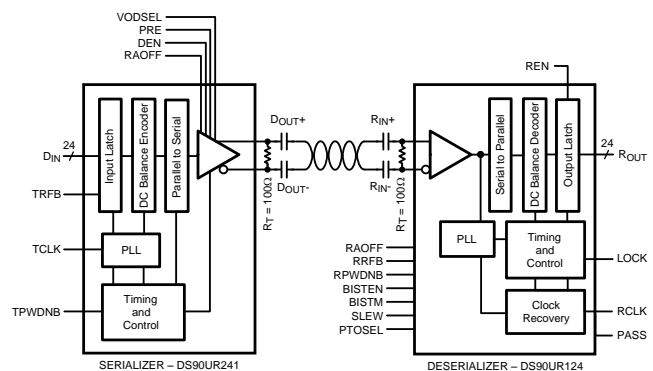 VODSEL
PRE
DEN
RAOFF
REN
24
DIN
TRFB
TCLK
TPWDNB
Input Latch
DC Balance Encoder
Parallel to Serial
PLL
Timing
and
Control
DOUT+
DOUT-
RT = 100Ω
RIN+
RIN-
RT = 100Ω
Serial to Parallel
DC Balance Decoder
Output Latch
24
ROUT
PLL
Timing
and
Control
Clock
Recovery
RAOFF
RRFB
RPWDNB
BISTEN
BISTM
SLEW
PTOSEL
LOCK
RCLK
PASS
SERIALIZER – DS90UR241
DESERIALIZER – DS90UR124